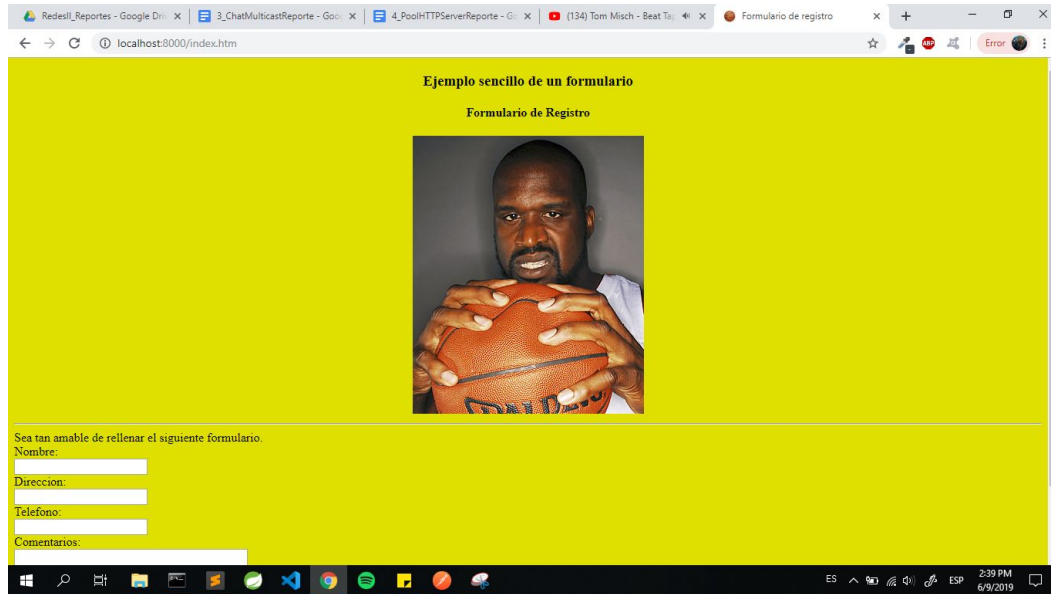 RedesII_Reportes - Google Dri
3_ChatMulticastReporte - Goo
4_PoolHTTPServerReporte - Go
(134) Tom Misch - Beat Ta
Formulario de registro
localhost:8000/index.htm
ABP
Error
Ejemplo sencillo de un formulario
Formulario de Registro
SPALDING
Sea tan amable de rellenar el siguiente formulario.
Nombre:
Direccion:
Telefono:
Comentarios:
ES
ESP
2:39 PM
6/9/2019